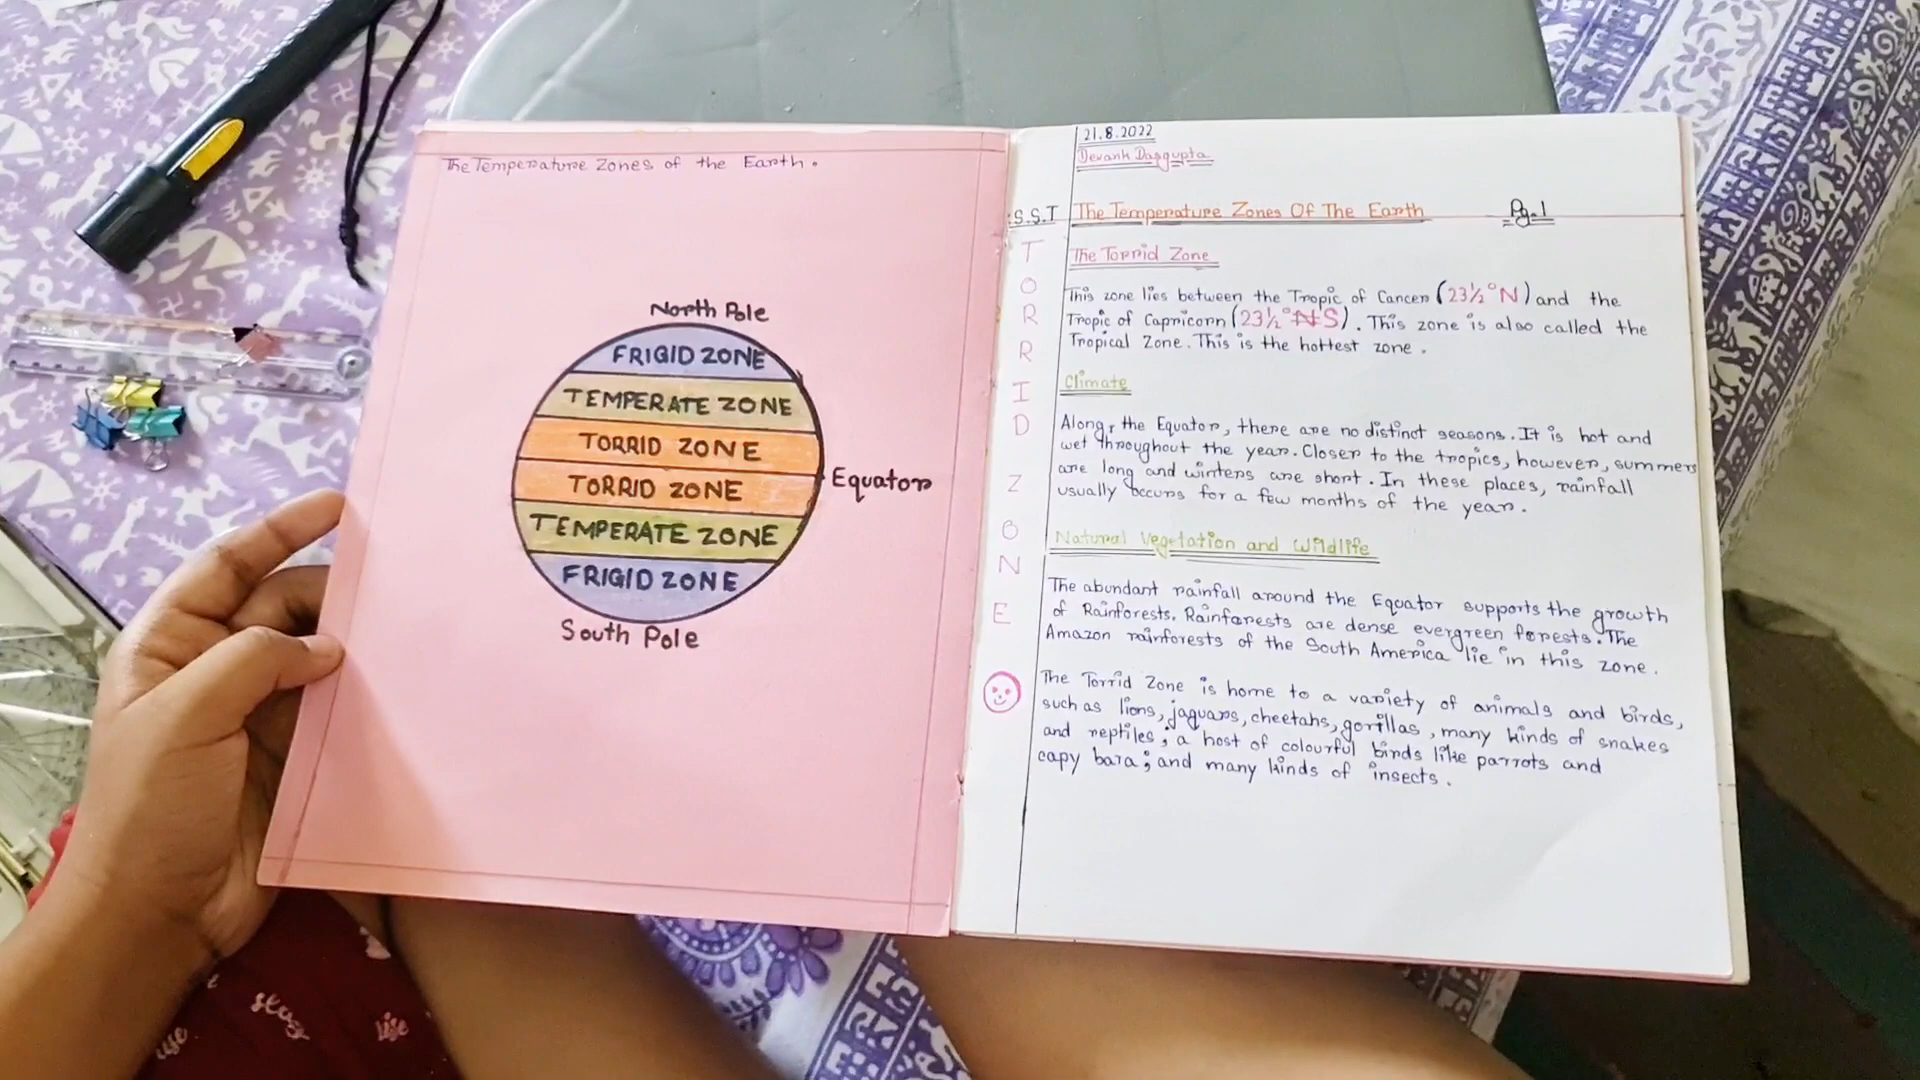 The Temperature Zones of the Earth.
North Pole
FRIGID ZONE
TEMPERATE ZONE
TORRID ZONE
TORRID ZONE
Equator
TEMPERATE ZONE
FRIGID ZONE
South Pole
21.8.2022
Devank Dasgupta
S.S.T The Temperature Zones Of The Earth Pg.1
TORRID ZONE
The Torrid Zone
This zone lies between the Tropic of Cancer (23½°N) and the
Tropic of Capricorn (23½°N S). This zone is also called the
Tropical Zone. This is the hottest zone.
Climate
Along, the Equator, there are no distinct seasons. It is hot and
wet throughout the year. Closer to the tropics, however, summers
are long and winters are short. In these places, rainfall
usually occurs for a few months of the year.
Natural Vegetation and Wildlife
The abundant rainfall around the Equator supports the growth
of Rainforests. Rainforests are dense evergreen forests. The
Amazon rainforests of the South America lie in this zone.
The Torrid Zone is home to a variety of animals and birds,
such as lions, jaguars, cheetahs, gorillas, many kinds of snakes
and reptiles; a host of colourful birds like parrots and
capy bara; and many kinds of insects.
slay